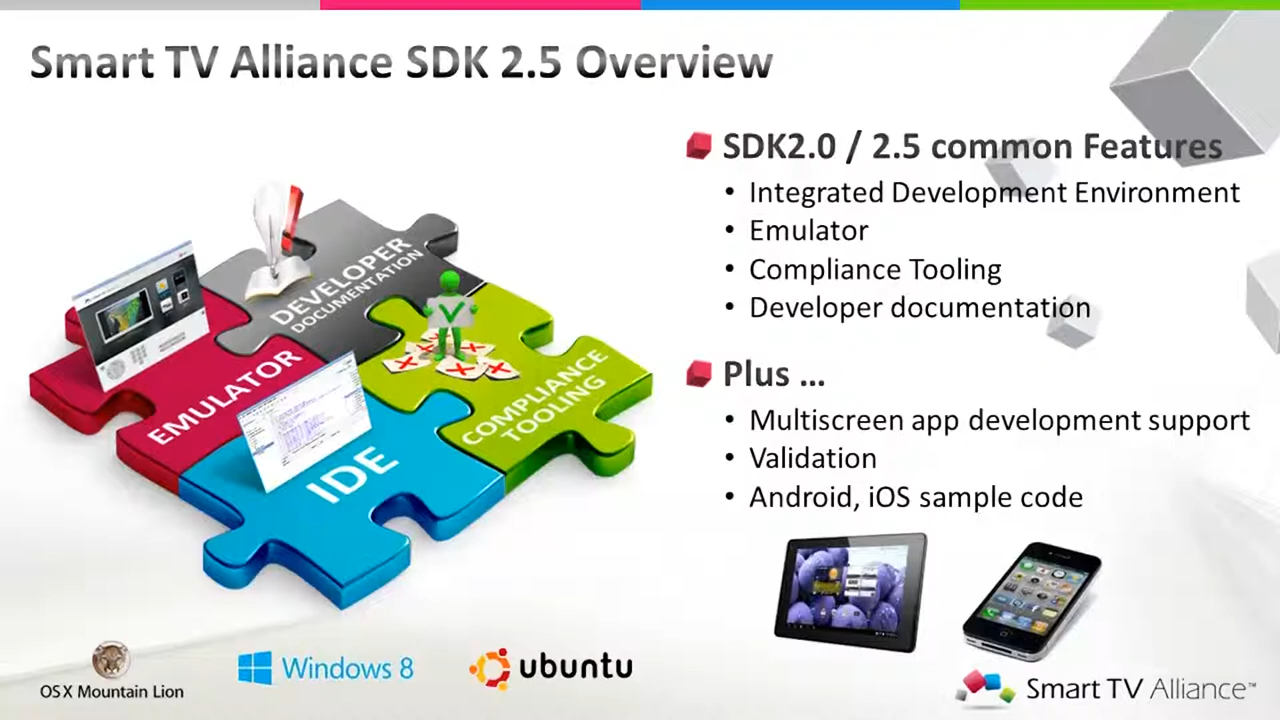 Smart TV Alliance SDK 2.5 Overview
SDK2.0 / 2.5 common Features
• Integrated Development Environment
• Emulator
• Compliance Tooling
• Developer documentation
Plus ...
• Multiscreen app development support
• Validation
• Android, iOS sample code
DEVELOPER
DOCUMENTATION
EMULATOR
COMPLIANCE
TOOLING
IDE
OS X Mountain Lion
Windows 8
ubuntu
Smart TV Alliance™